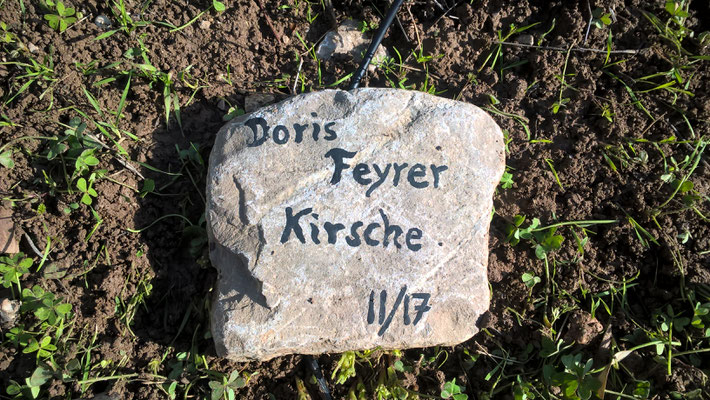 Doris
Feyrer
Kirsche
11/17